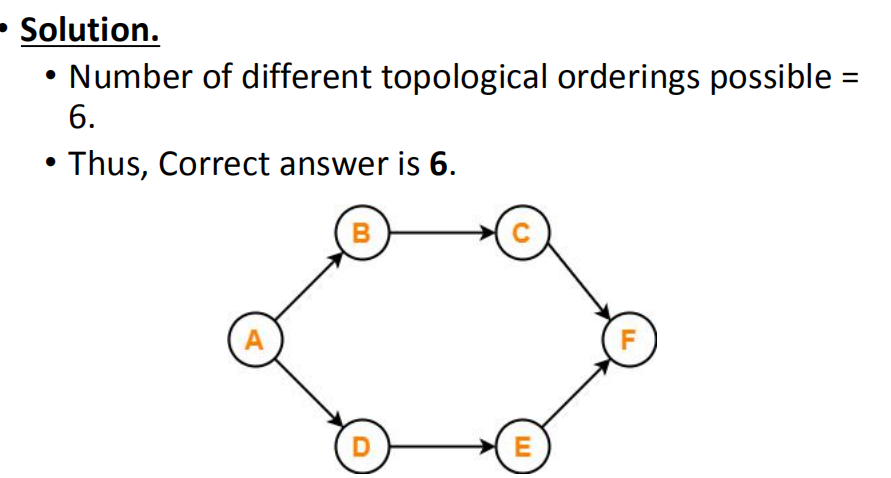 • Solution.
• Number of different topological orderings possible =
6.
• Thus, Correct answer is 6.
B
C
A
F
D
E